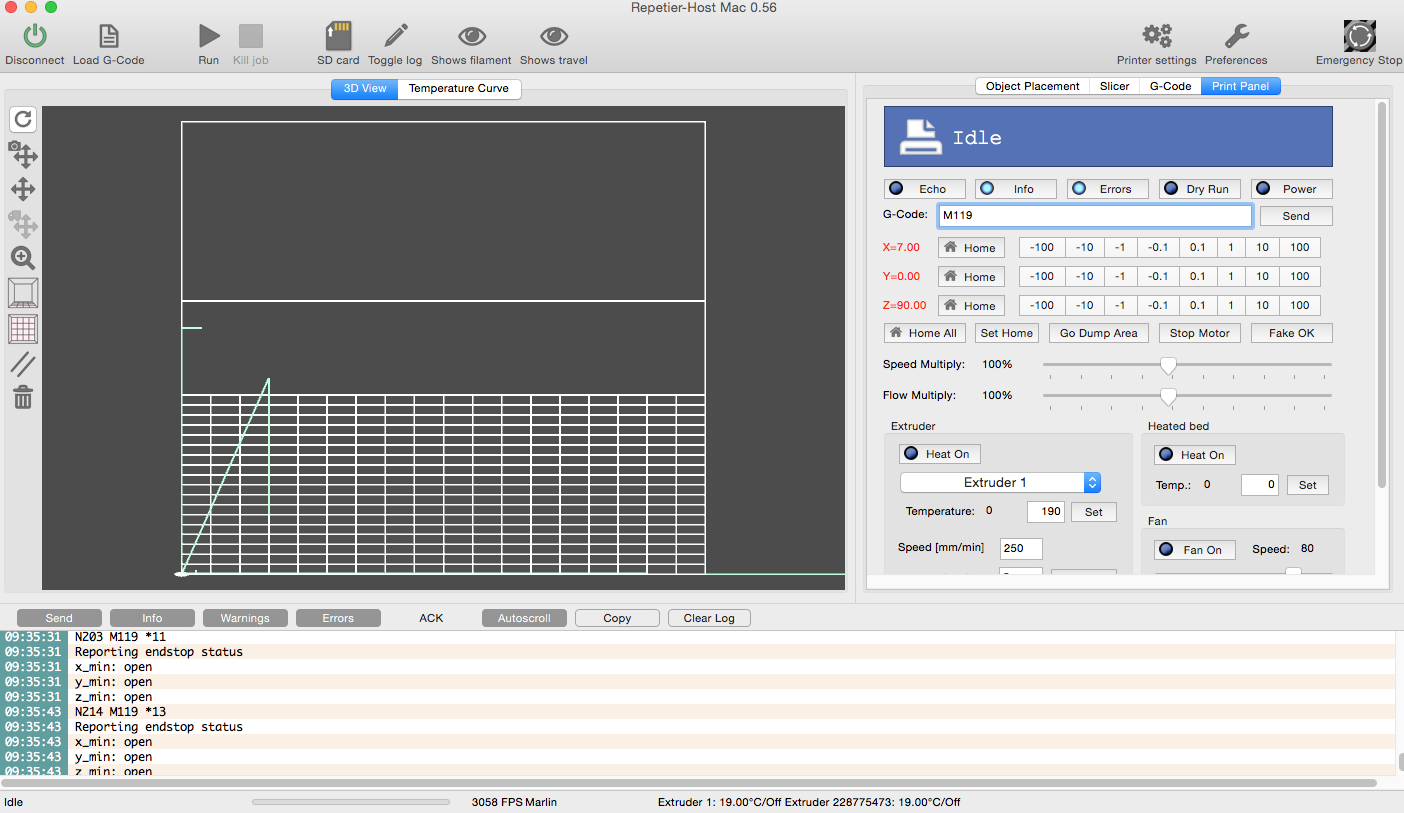 Repetier-Host Mac 0.56
Disconnect Load G-Code Run Kill job SD card Toggle log Shows filament Shows travel Printer settings Preferences Emergency Stop
3D View Temperature Curve
Object Placement Slicer G-Code Print Panel
Idle
Echo Info Errors Dry Run Power
G-Code: M119 Send
X=7.00 Home -100 -10 -1 -0.1 0.1 1 10 100
Y=0.00 Home -100 -10 -1 -0.1 0.1 1 10 100
Z=90.00 Home -100 -10 -1 -0.1 0.1 1 10 100
Home All Set Home Go Dump Area Stop Motor Fake OK
Speed Multiply: 100%
Flow Multiply: 100%
Extruder
Heat On
Extruder 1
Temperature: 0 190 Set
Speed [mm/min] 250
Heated bed
Heat On
Temp.: 0 0 Set
Fan
Fan On Speed: 80
Send Info Warnings Errors ACK Autoscroll Copy Clear Log
09:35:31 N203 M119 *11
09:35:31 Reporting endstop status
09:35:31 x_min: open
09:35:31 y_min: open
09:35:31 z_min: open
09:35:43 N214 M119 *13
09:35:43 Reporting endstop status
09:35:43 x_min: open
09:35:43 y_min: open
09:35:43 z_min: open
Idle 3058 FPS Marlin Extruder 1: 19.00°C/Off Extruder 228775473: 19.00°C/Off